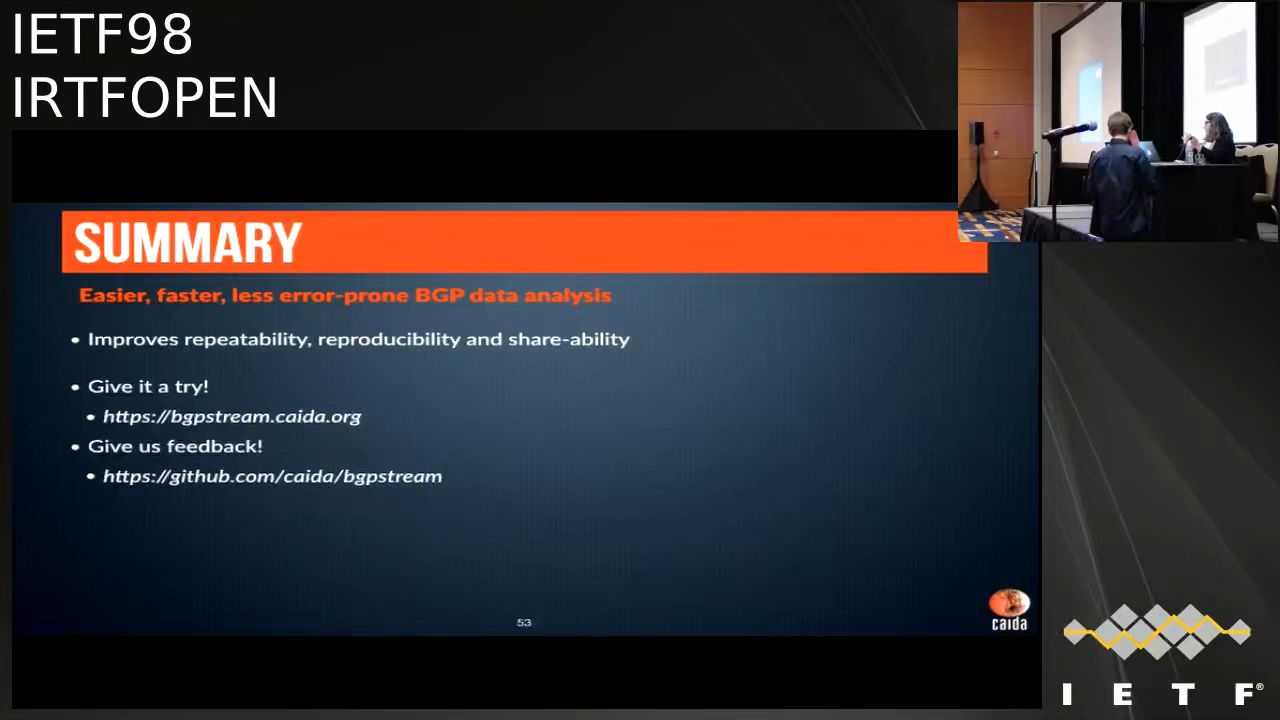 IETF98
IRTFOPEN
SUMMARY
Easier, faster, less error-prone BGP data analysis
• Improves repeatability, reproducibility and share-ability
• Give it a try!
• https://bgpstream.caida.org
• Give us feedback!
• https://github.com/caida/bgpstream
53
caida
I E T F®